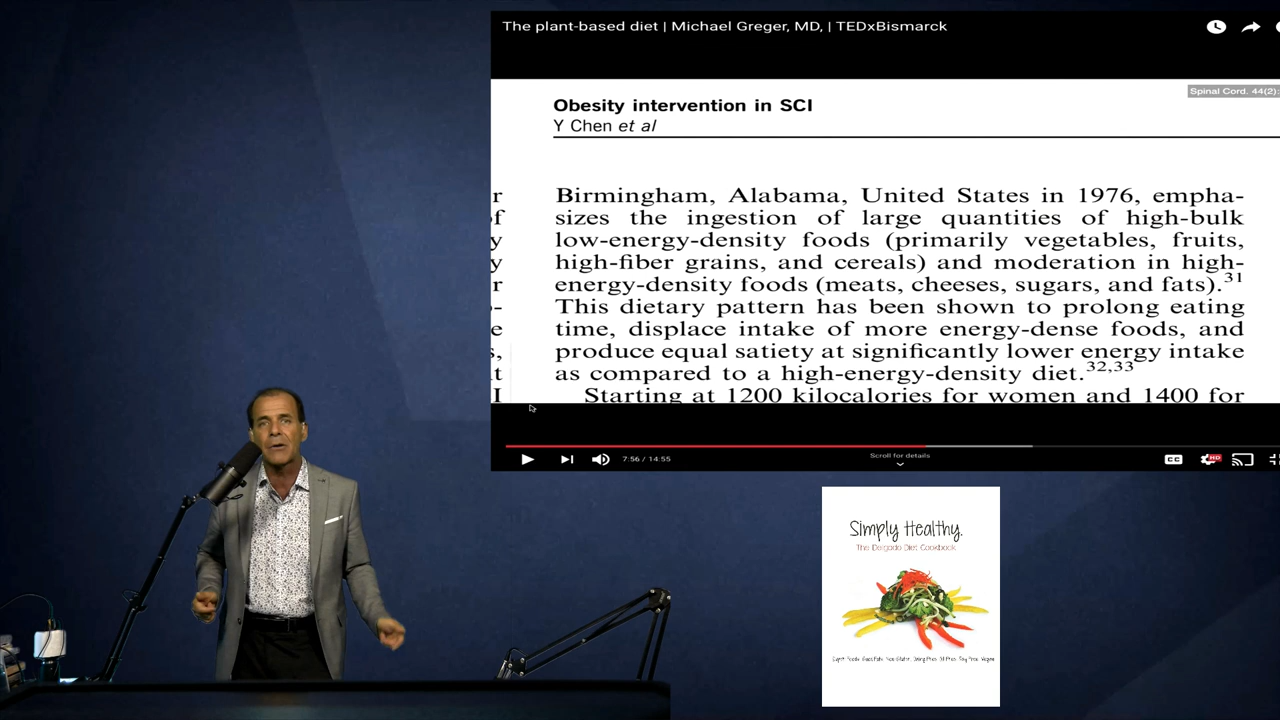 The plant-based diet | Michael Greger, MD, | TEDxBismarck
Spinal Cord. 44(2):
Obesity intervention in SCI
Y Chen et al
r
of
y
y
r
o-
e
s,
it
I
Birmingham, Alabama, United States in 1976, empha-
sizes the ingestion of large quantities of high-bulk
low-energy-density foods (primarily vegetables, fruits,
high-fiber grains, and cereals) and moderation in high-
energy-density foods (meats, cheeses, sugars, and fats).31
This dietary pattern has been shown to prolong eating
time, displace intake of more energy-dense foods, and
produce equal satiety at significantly lower energy intake
as compared to a high-energy-density diet.32,33
Starting at 1200 kilocalories for women and 1400 for
7:56 / 14:55
Scroll for details
CC
HD
Simply Healthy.
The Delgado Diet Cookbook